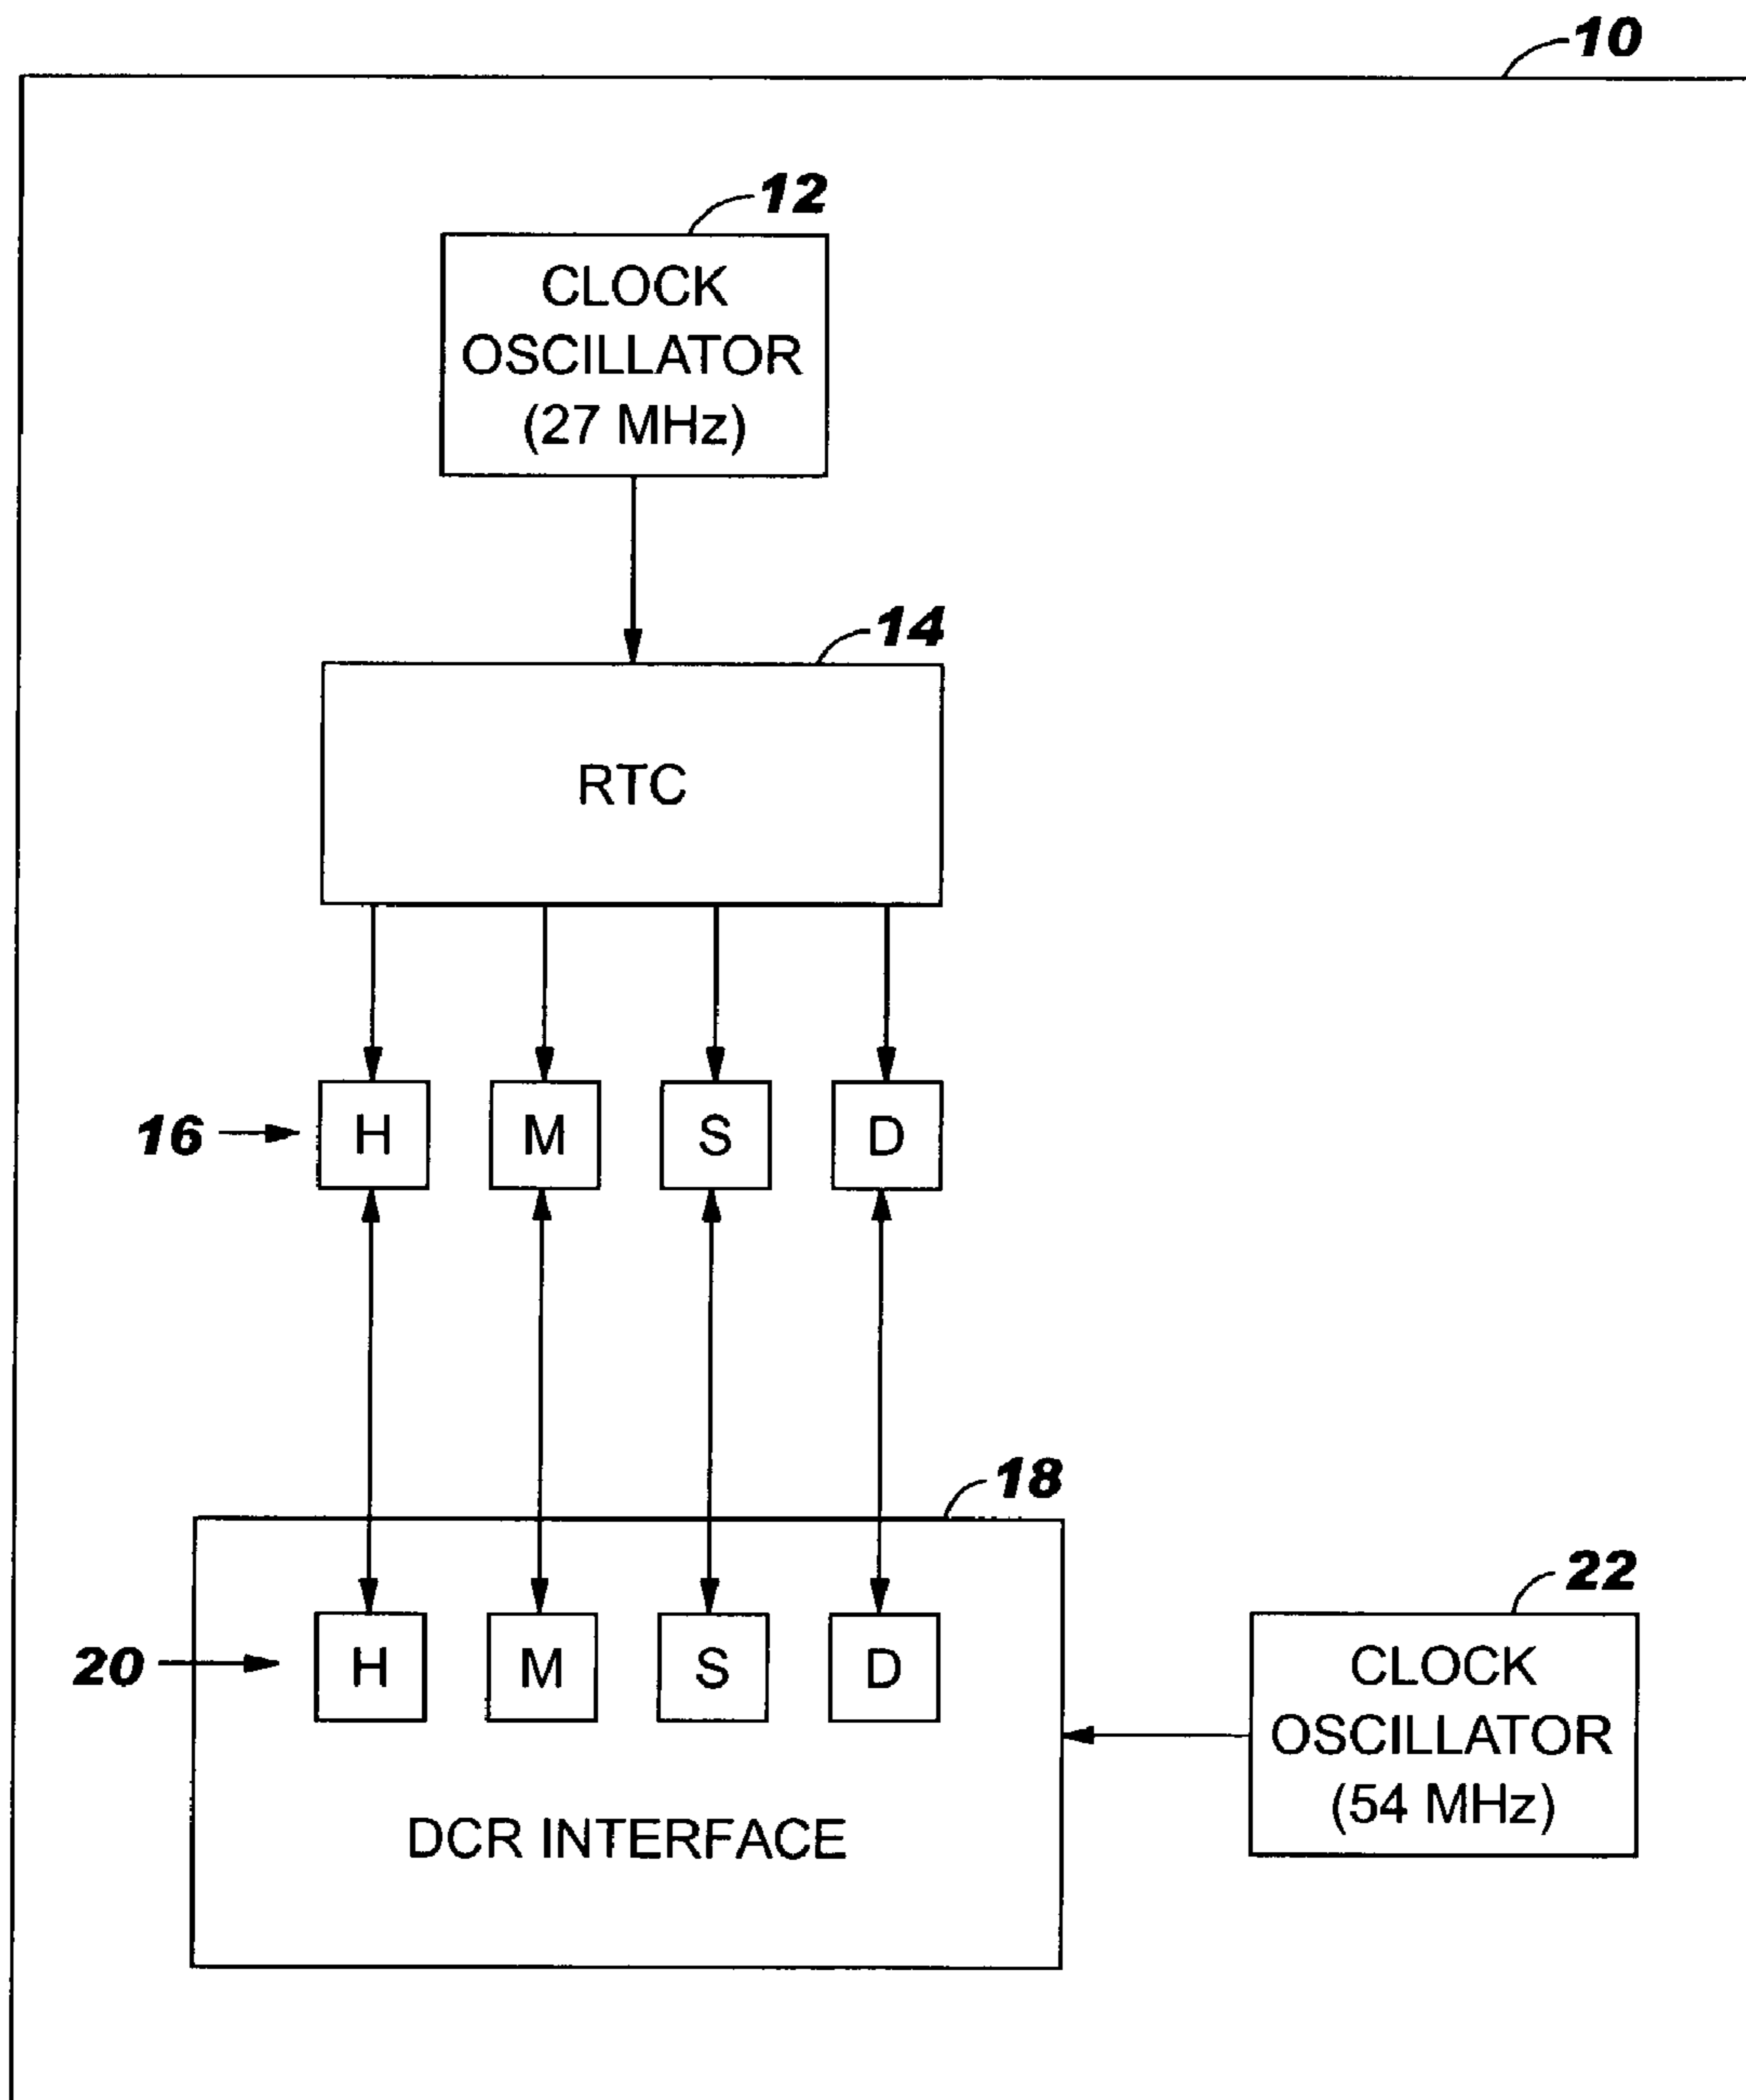 10
12
CLOCK
OSCILLATOR
(27 MHz)
14
RTC
16 H M S D
18
20 H M S D
22
CLOCK
OSCILLATOR
(54 MHz)
DCR INTERFACE